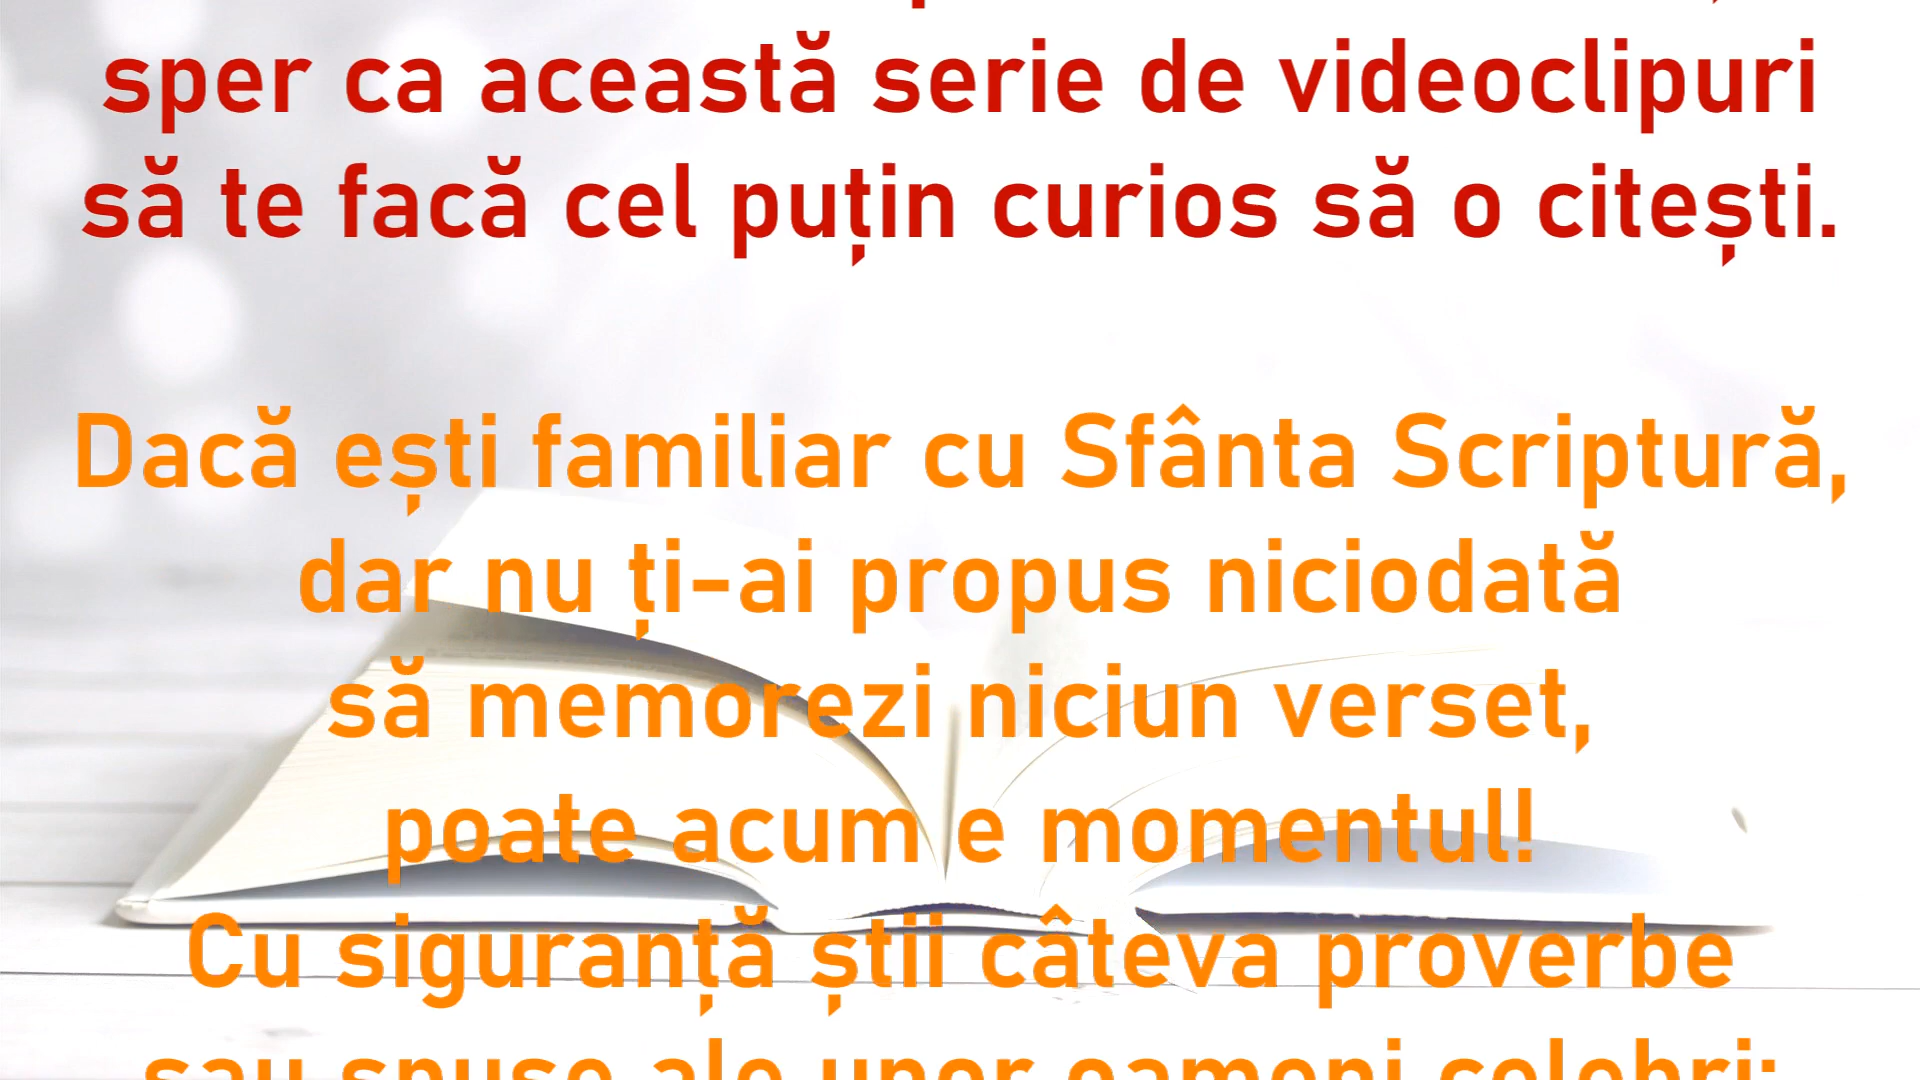 sper ca această serie de videoclipuri
să te facă cel puțin curios să o citești.
Dacă ești familiar cu Sfânta Scriptură,
dar nu ți-ai propus niciodată
să memorezi niciun verset,
poate acum e momentul!
Cu siguranță știi câteva proverbe
sau spuse ale unor oameni celebri;